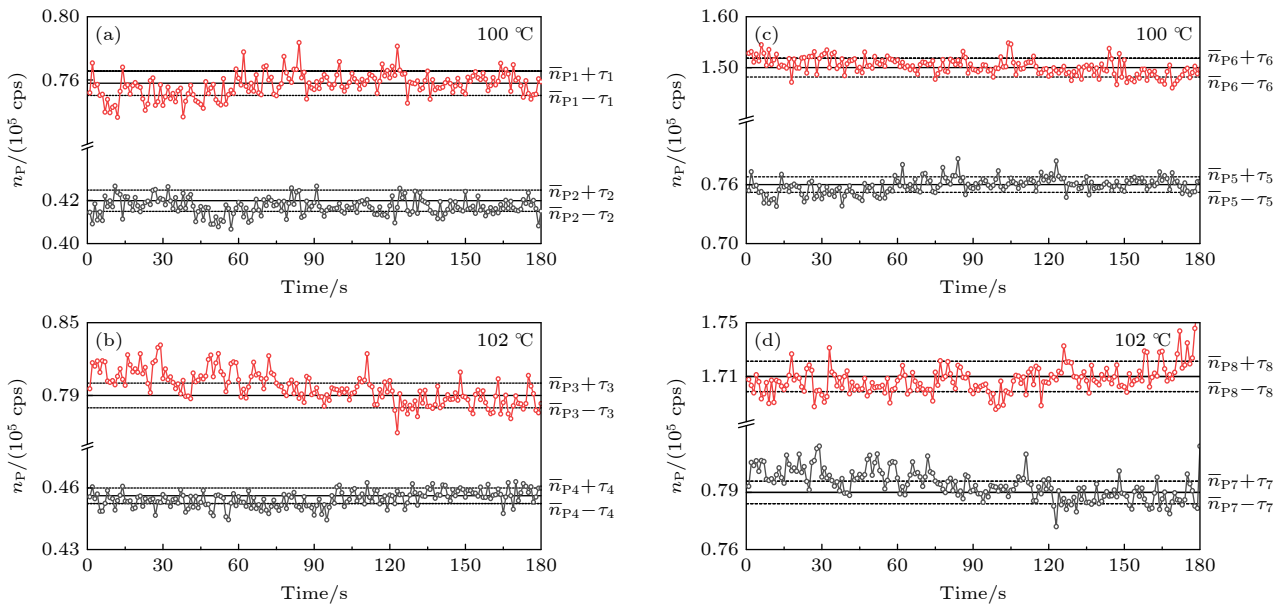 0.80
(a)
100 ℃
0.76
n̅P1+τ1
n̅P1−τ1
nP/(10⁵ cps)
n̅P2+τ2
0.42
n̅P2−τ2
0.40
0 30 60 90 120 150 180
Time/s
1.60
(c)
100 ℃
n̅P6+τ6
1.50
n̅P6−τ6
nP/(10⁵ cps)
n̅P5+τ5
0.76
n̅P5−τ5
0.70
0 30 60 90 120 150 180
Time/s
0.85
(b)
102 ℃
n̅P3+τ3
0.79
n̅P3−τ3
nP/(10⁵ cps)
0.46
n̅P4+τ4
n̅P4−τ4
0.43
0 30 60 90 120 150 180
Time/s
1.75
(d)
102 ℃
n̅P8+τ8
1.71
n̅P8−τ8
nP/(10⁵ cps)
n̅P7+τ7
0.79
n̅P7−τ7
0.76
0 30 60 90 120 150 180
Time/s